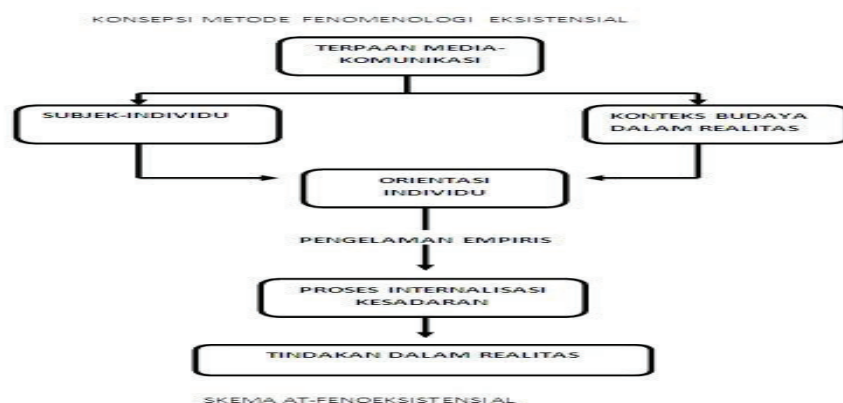 KONSEPSI METODE FENOMENOLOGI EKSISTENSIAL
TERPAAN MEDIA-
KOMUNIKASI
SUBJEK-INDIVIDU
KONTEKS BUDAYA
DALAM REALITAS
ORIENTASI
INDIVIDU
PENGELAMAN EMPIRIS
PROSES INTERNALISASI
KESADARAN
TINDAKAN DALAM REALITAS
SKEMA AT-FENOEKSISTENSIAL